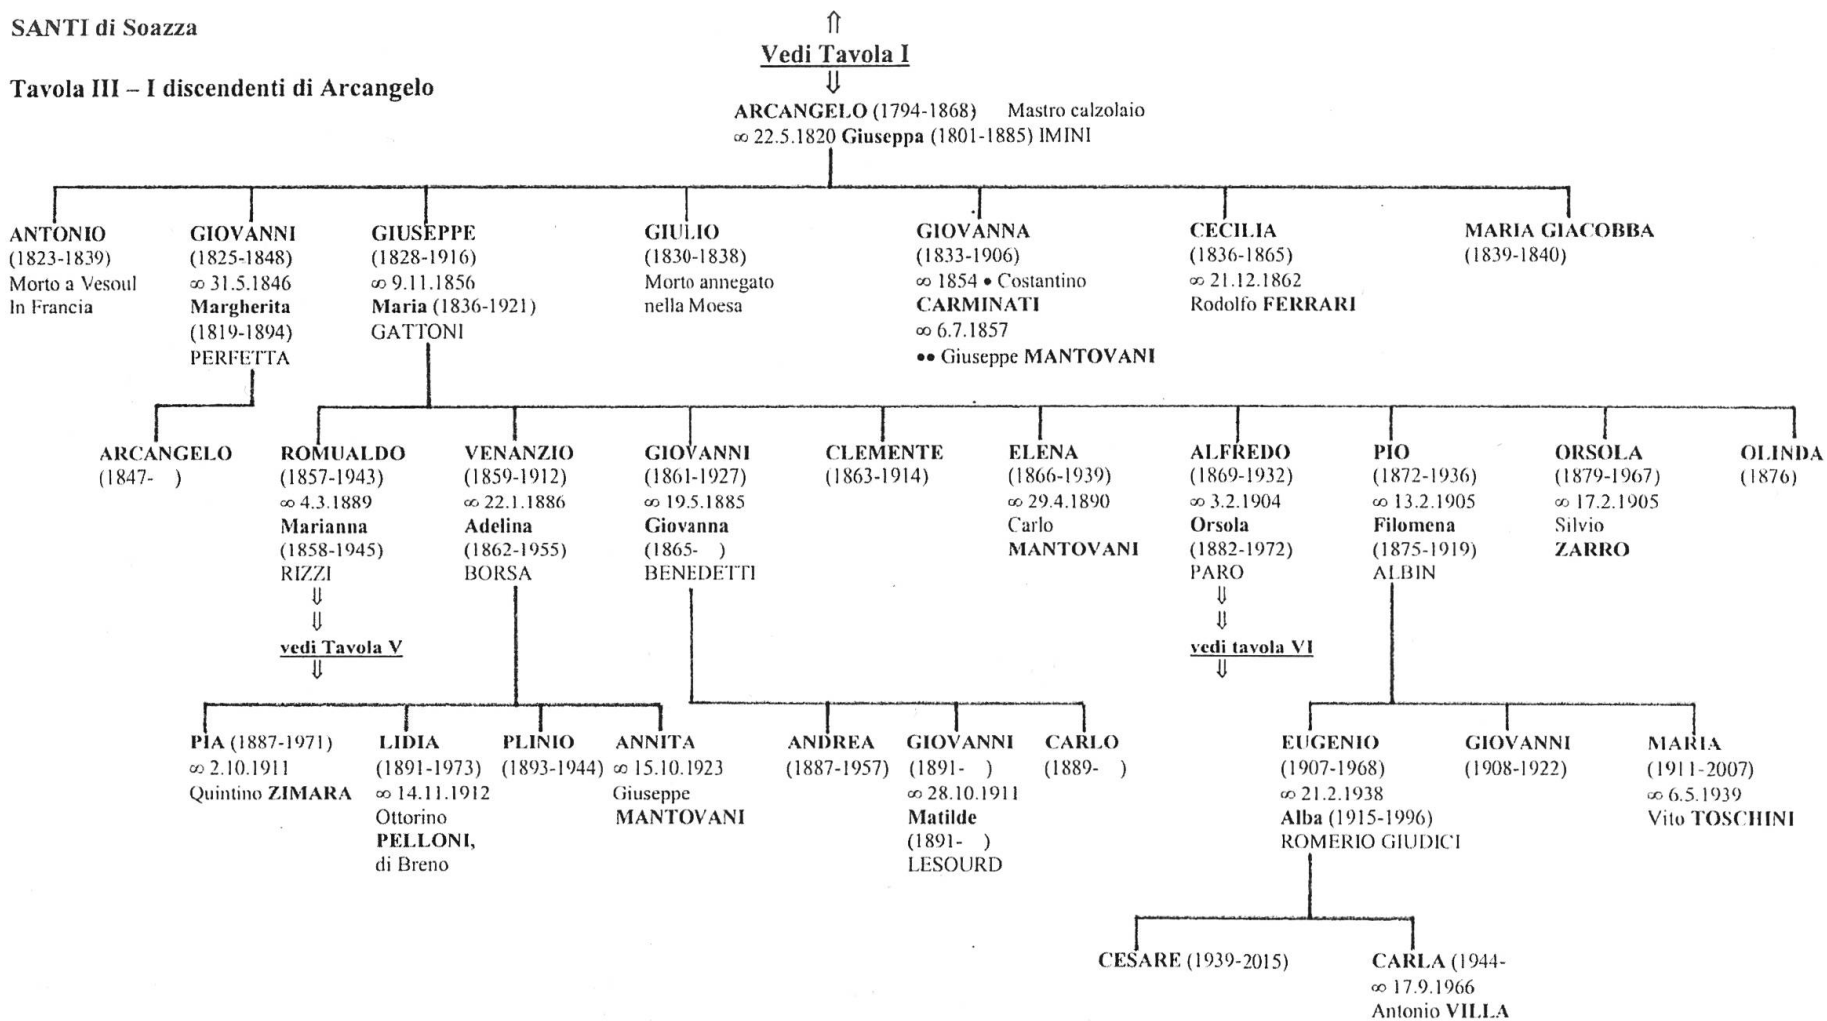 SANTI di Soazza
⇑
Vedi Tavola I
⇓
Tavola III – I discendenti di Arcangelo
ARCANGELO (1794-1868) Mastro calzolaio
∞ 22.5.1820 Giuseppa (1801-1885) IMINI
ANTONIO
(1823-1839)
Morto a Vesoul
In Francia
GIOVANNI
(1825-1848)
∞ 31.5.1846
Margherita
(1819-1894)
PERFETTA
GIUSEPPE
(1828-1916)
∞ 9.11.1856
Maria (1836-1921)
GATTONI
GIULIO
(1830-1838)
Morto annegato
nella Moesa
GIOVANNA
(1833-1906)
∞ 1854 • Costantino
CARMINATI
∞ 6.7.1857
•• Giuseppe MANTOVANI
CECILIA
(1836-1865)
∞ 21.12.1862
Rodolfo FERRARI
MARIA GIACOBBA
(1839-1840)
ARCANGELO
(1847- )
ROMUALDO
(1857-1943)
∞ 4.3.1889
Marianna
(1858-1945)
RIZZI
⇓
⇓
vedi Tavola V
⇓
VENANZIO
(1859-1912)
∞ 22.1.1886
Adelina
(1862-1955)
BORSA
GIOVANNI
(1861-1927)
∞ 19.5.1885
Giovanna
(1865- )
BENEDETTI
CLEMENTE
(1863-1914)
ELENA
(1866-1939)
∞ 29.4.1890
Carlo
MANTOVANI
ALFREDO
(1869-1932)
∞ 3.2.1904
Orsola
(1882-1972)
PARO
⇓
⇓
vedi tavola VI
⇓
PIO
(1872-1936)
∞ 13.2.1905
Filomena
(1875-1919)
ALBIN
ORSOLA
(1879-1967)
∞ 17.2.1905
Silvio
ZARRO
OLINDA
(1876)
PIA (1887-1971)
∞ 2.10.1911
Quintino ZIMARA
LIDIA
(1891-1973)
∞ 14.11.1912
Ottorino
PELLONI,
di Breno
PLINIO
(1893-1944)
ANNITA
∞ 15.10.1923
Giuseppe
MANTOVANI
ANDREA
(1887-1957)
GIOVANNI
(1891- )
∞ 28.10.1911
Matilde
(1891- )
LESOURD
CARLO
(1889- )
EUGENIO
(1907-1968)
∞ 21.2.1938
Alba (1915-1996)
ROMERIO GIUDICI
GIOVANNI
(1908-1922)
MARIA
(1911-2007)
∞ 6.5.1939
Vito TOSCHINI
CESARE (1939-2015)
CARLA (1944-
∞ 17.9.1966
Antonio VILLA